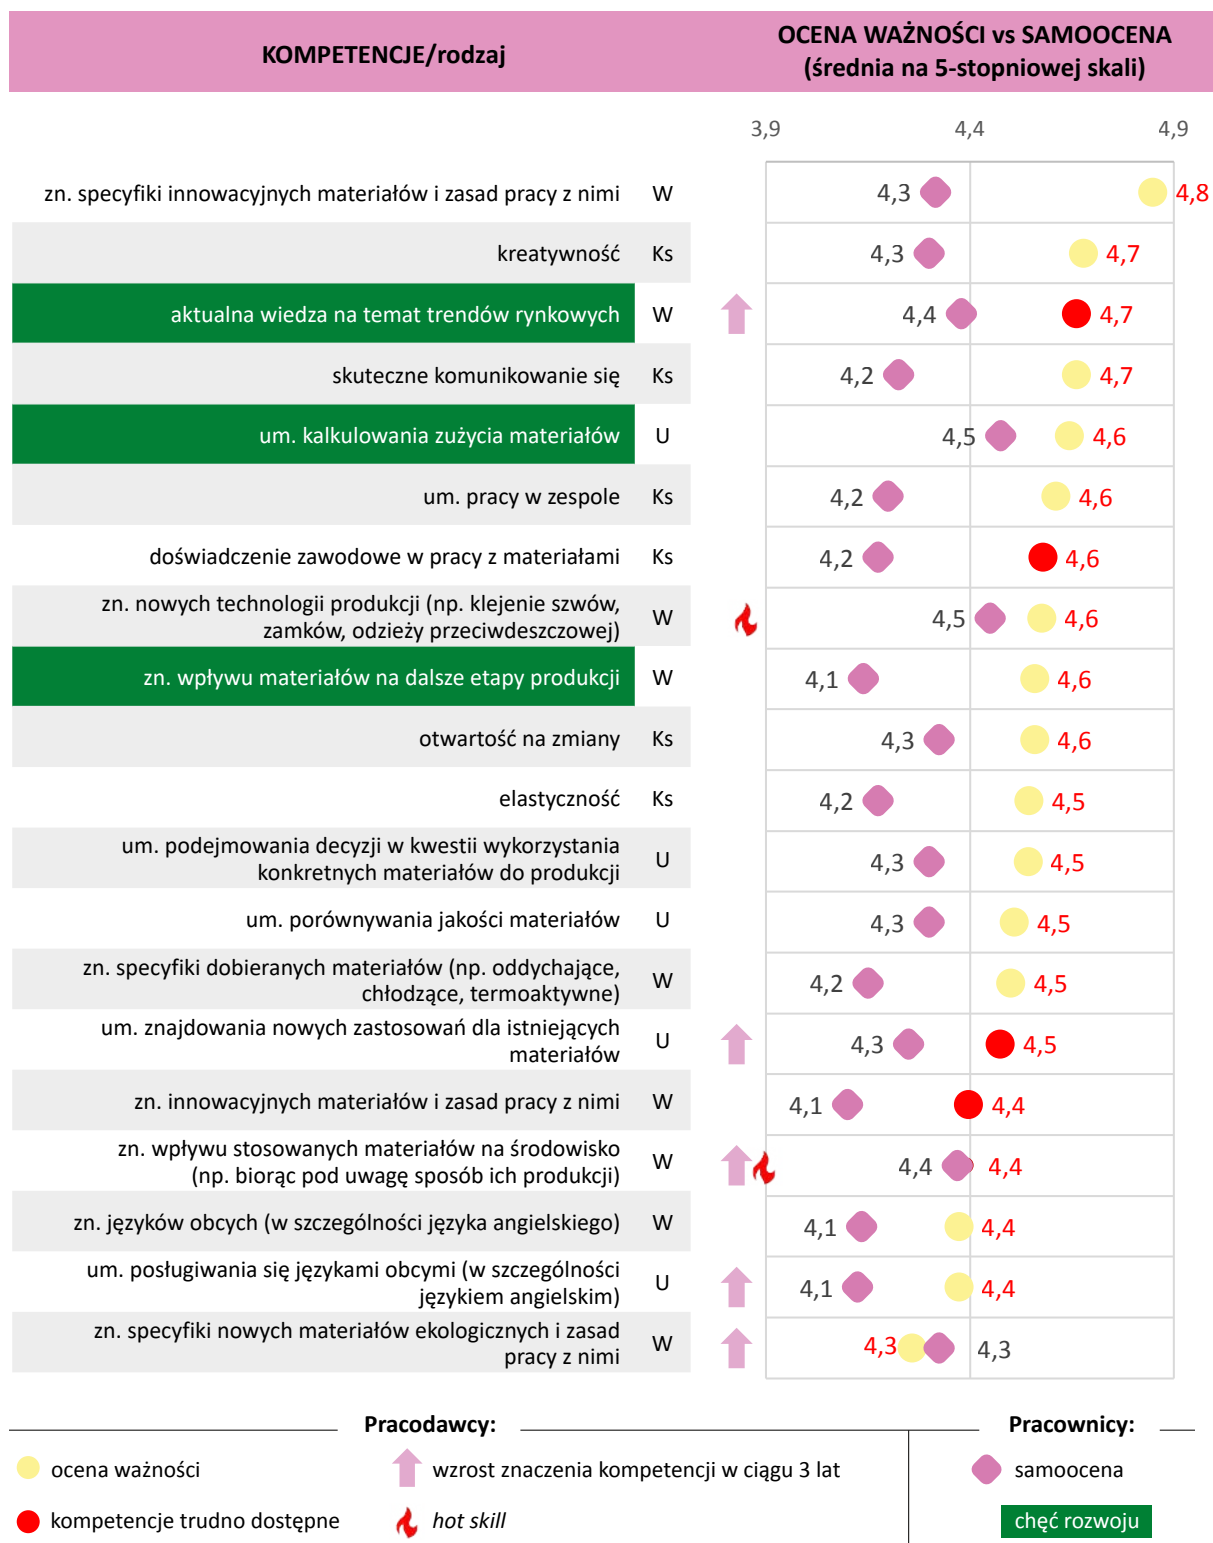 KOMPETENCJE/rodzaj
OCENA WAŻNOŚCI vs SAMOOCENA
(średnia na 5-stopniowej skali)
3,9 4,4 4,9
zn. specyfiki innowacyjnych materiałów i zasad pracy z nimi W 4,3 4,8
kreatywność Ks 4,3 4,7
aktualna wiedza na temat trendów rynkowych W 4,4 4,7
skuteczne komunikowanie się Ks 4,2 4,7
um. kalkulowania zużycia materiałów U 4,5 4,6
um. pracy w zespole Ks 4,2 4,6
doświadczenie zawodowe w pracy z materiałami Ks 4,2 4,6
zn. nowych technologii produkcji (np. klejenie szwów,
zamków, odzieży przeciwdeszczowej) W 4,5 4,6
zn. wpływu materiałów na dalsze etapy produkcji W 4,1 4,6
otwartość na zmiany Ks 4,3 4,6
elastyczność Ks 4,2 4,5
um. podejmowania decyzji w kwestii wykorzystania
konkretnych materiałów do produkcji U 4,3 4,5
um. porównywania jakości materiałów U 4,3 4,5
zn. specyfiki dobieranych materiałów (np. oddychające,
chłodzące, termoaktywne) W 4,2 4,5
um. znajdowania nowych zastosowań dla istniejących
materiałów U 4,3 4,5
zn. innowacyjnych materiałów i zasad pracy z nimi W 4,1 4,4
zn. wpływu stosowanych materiałów na środowisko
(np. biorąc pod uwagę sposób ich produkcji) W 4,4 4,4
zn. języków obcych (w szczególności języka angielskiego) W 4,1 4,4
um. posługiwania się językami obcymi (w szczególności
językiem angielskim) U 4,1 4,4
zn. specyfiki nowych materiałów ekologicznych i zasad
pracy z nimi W 4,3 4,3
Pracodawcy: Pracownicy:
ocena ważności wzrost znaczenia kompetencji w ciągu 3 lat samoocena
kompetencje trudno dostępne hot skill chęć rozwoju